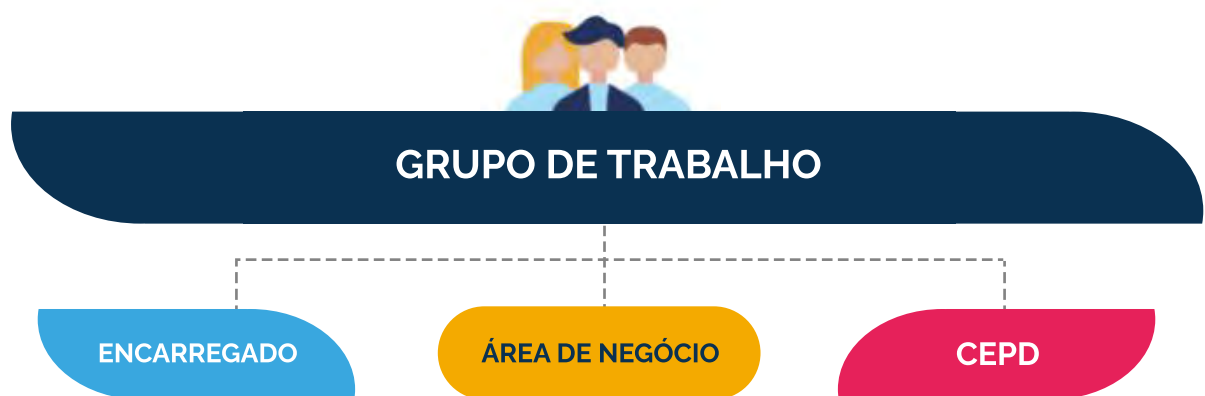 GRUPO DE TRABALHO
ENCARREGADO
ÁREA DE NEGÓCIO
CEPD